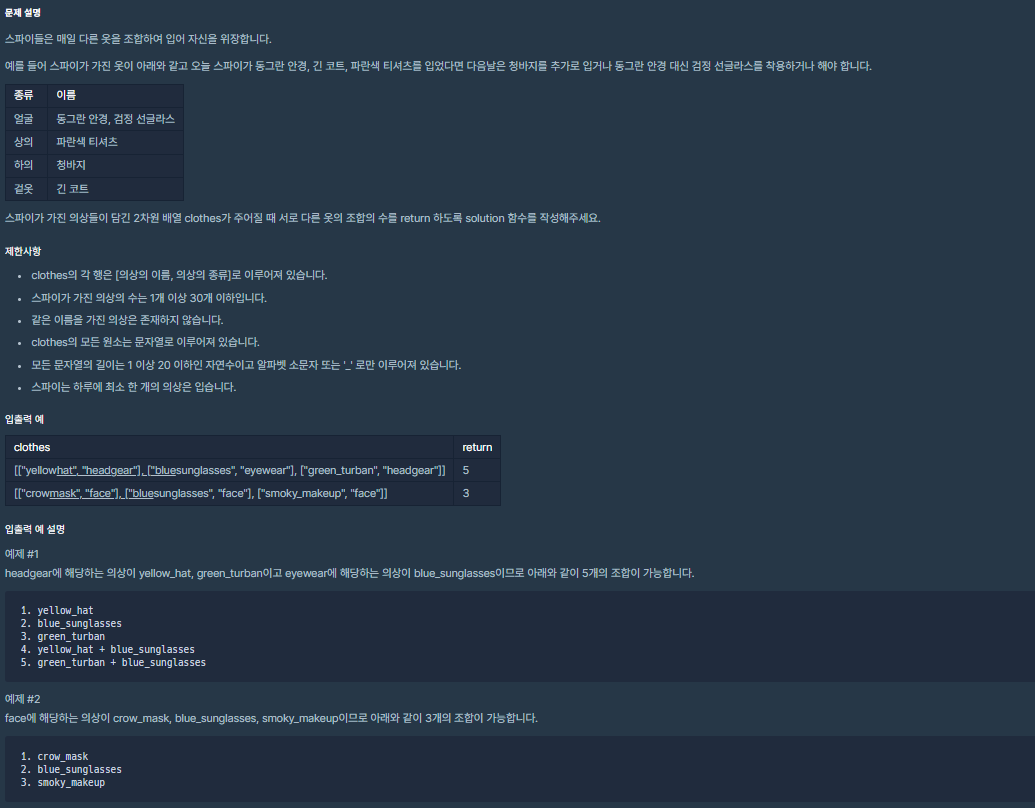 문제 설명
스파이들은 매일 다른 옷을 조합하여 입어 자신을 위장합니다.
예를 들어 스파이가 가진 옷이 아래와 같고 오늘 스파이가 동그란 안경, 긴 코트, 파란색 티셔츠를 입었다면 다음날은 청바지를 추가로 입거나 동그란 안경 대신 검정 선글라스를 착용하거나 해야 합니다.
종류 이름
얼굴 동그란 안경, 검정 선글라스
상의 파란색 티셔츠
하의 청바지
겉옷 긴 코트
스파이가 가진 의상들이 담긴 2차원 배열 clothes가 주어질 때 서로 다른 옷의 조합의 수를 return 하도록 solution 함수를 작성해주세요.
제한사항
• clothes의 각 행은 [의상의 이름, 의상의 종류]로 이루어져 있습니다.
• 스파이가 가진 의상의 수는 1개 이상 30개 이하입니다.
• 같은 이름을 가진 의상은 존재하지 않습니다.
• clothes의 모든 원소는 문자열로 이루어져 있습니다.
• 모든 문자열의 길이는 1 이상 20 이하인 자연수이고 알파벳 소문자 또는 '_' 로만 이루어져 있습니다.
• 스파이는 하루에 최소 한 개의 의상은 입습니다.
입출력 예
clothes return
[["yellowhat", "headgear"], ["bluesunglasses", "eyewear"], ["green_turban", "headgear"]] 5
[["crowmask", "face"], ["bluesunglasses", "face"], ["smoky_makeup", "face"]] 3
입출력 예 설명
예제 #1
headgear에 해당하는 의상이 yellow_hat, green_turban이고 eyewear에 해당하는 의상이 blue_sunglasses이므로 아래와 같이 5개의 조합이 가능합니다.
1. yellow_hat
2. blue_sunglasses
3. green_turban
4. yellow_hat + blue_sunglasses
5. green_turban + blue_sunglasses
예제 #2
face에 해당하는 의상이 crow_mask, blue_sunglasses, smoky_makeup이므로 아래와 같이 3개의 조합이 가능합니다.
1. crow_mask
2. blue_sunglasses
3. smoky_makeup